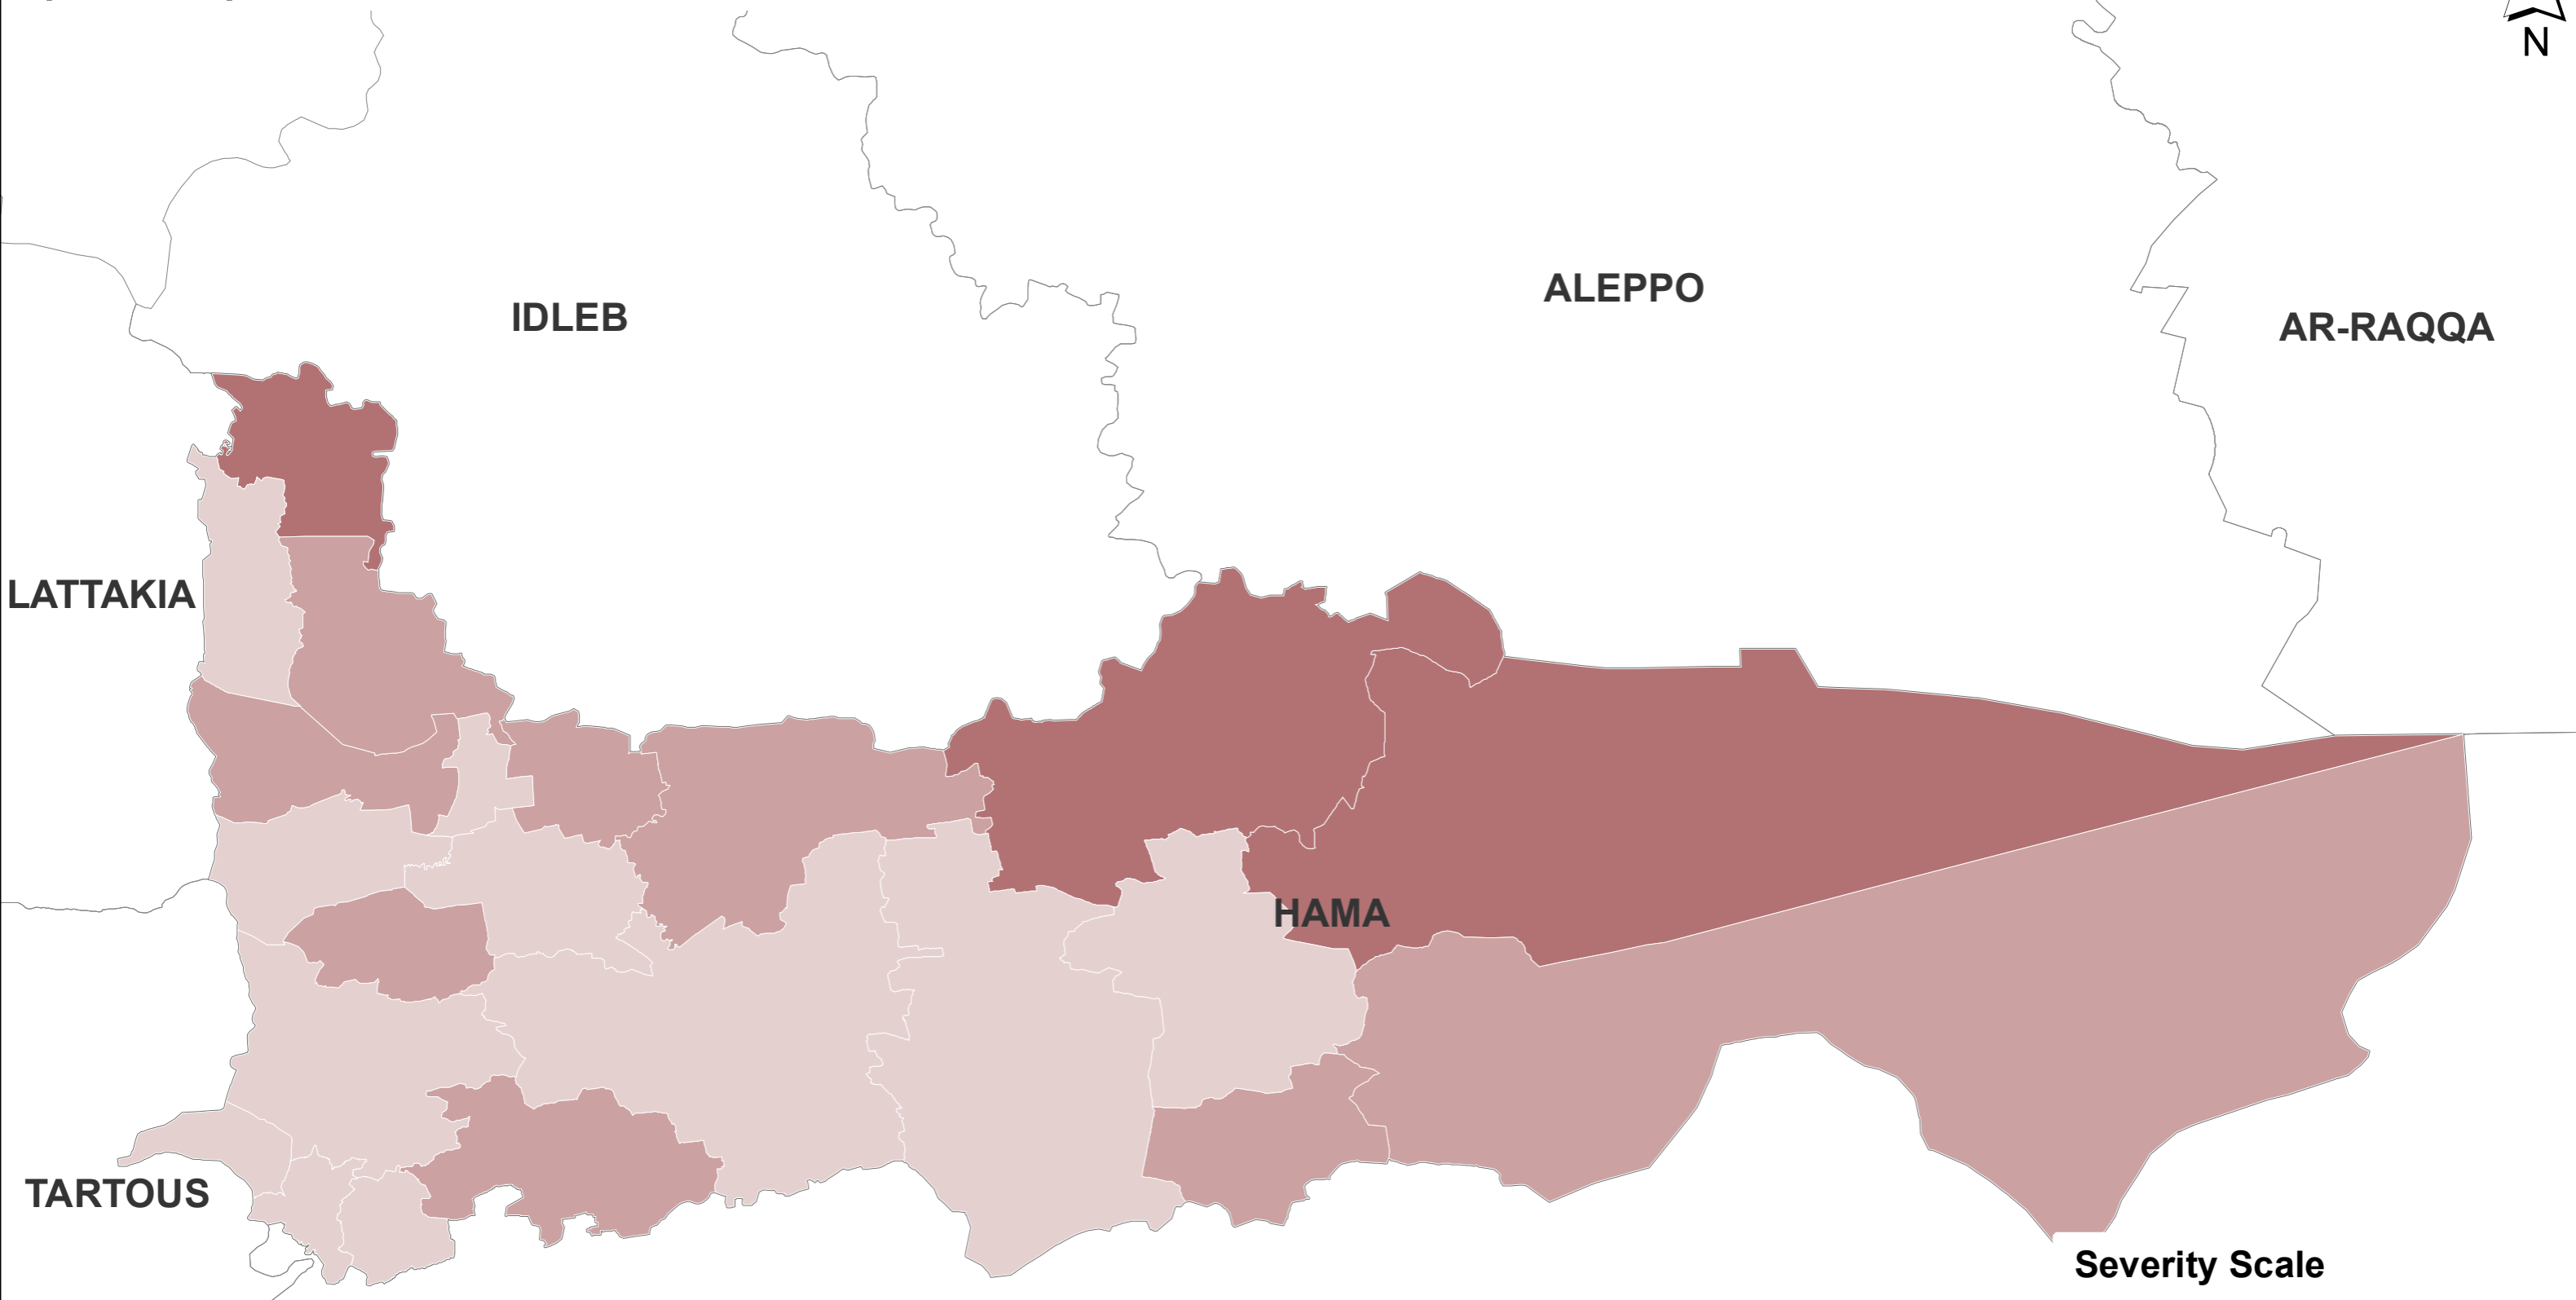 N
IDLEB
ALEPPO
AR-RAQQA
LATTAKIA
HAMA
TARTOUS
Severity Scale